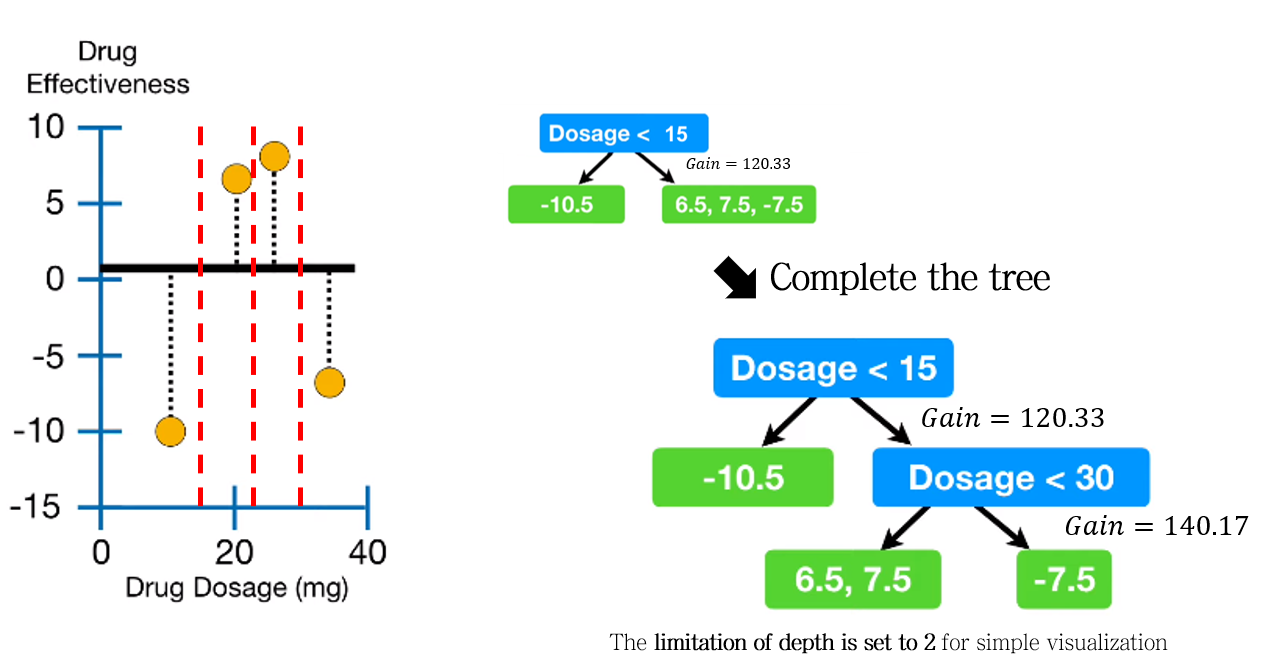 Drug
Effectiveness
10
5
0
-5
-10
-15
0 20 40
Drug Dosage (mg)
Dosage < 15
Gain = 120.33
-10.5
6.5, 7.5, -7.5
Complete the tree
Dosage < 15
Gain = 120.33
-10.5
Dosage < 30
Gain = 140.17
6.5, 7.5
-7.5
The limitation of depth is set to 2 for simple visualization